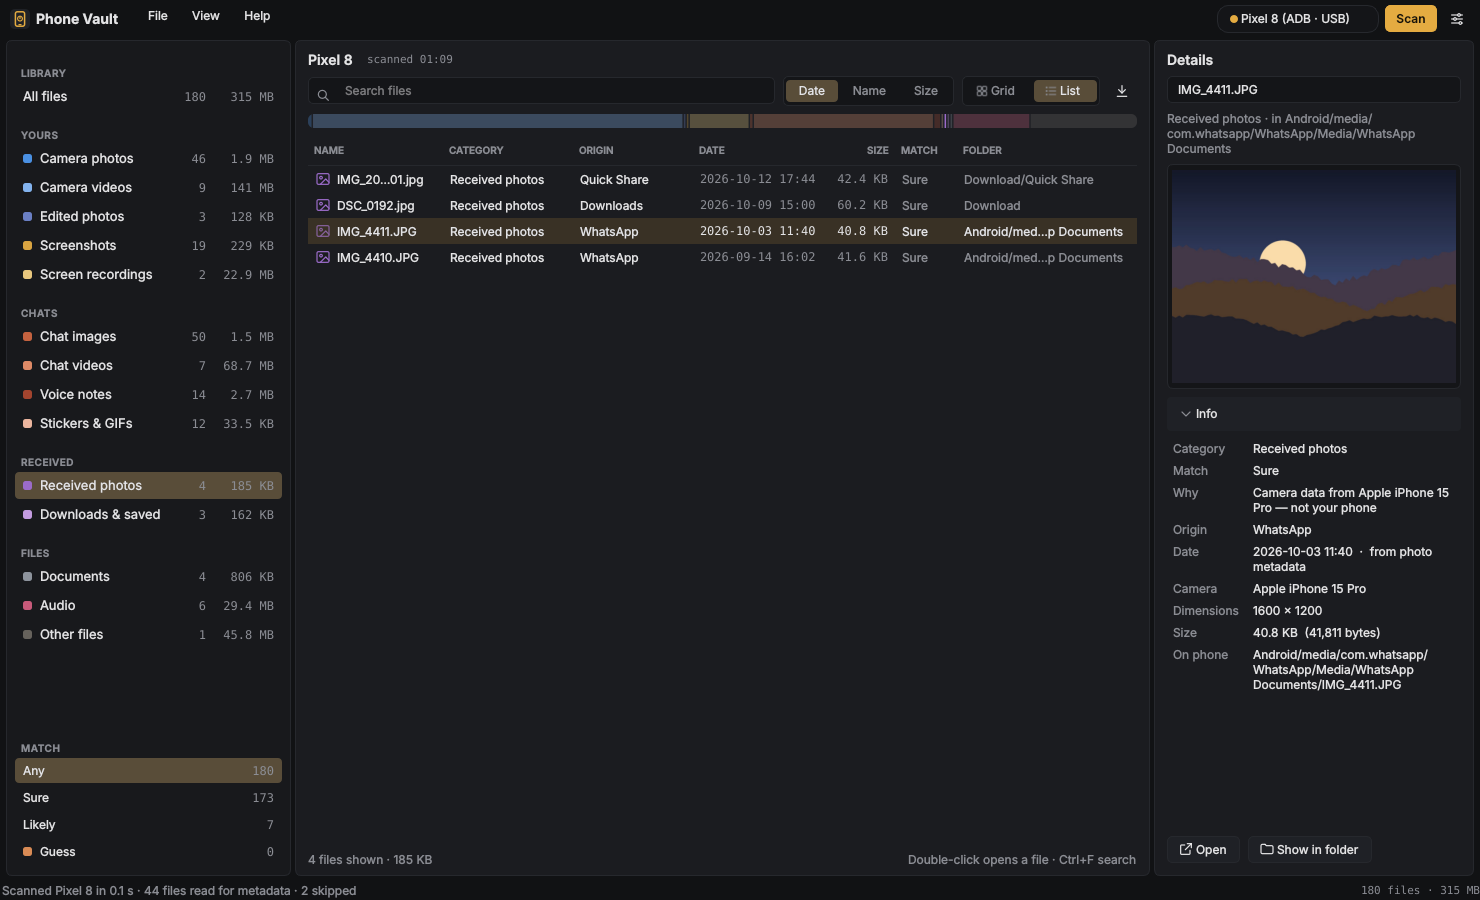 Phone Vault File View Help Pixel 8 (ADB · USB) Scan
LIBRARY
All files 180 315 MB
YOURS
Camera photos 46 1.9 MB
Camera videos 9 141 MB
Edited photos 3 128 KB
Screenshots 19 229 KB
Screen recordings 2 22.9 MB
CHATS
Chat images 50 1.5 MB
Chat videos 7 68.7 MB
Voice notes 14 2.7 MB
Stickers & GIFs 12 33.5 KB
RECEIVED
Received photos 4 185 KB
Downloads & saved 3 162 KB
FILES
Documents 4 806 KB
Audio 6 29.4 MB
Other files 1 45.8 MB
MATCH
Any 180
Sure 173
Likely 7
Guess 0
Pixel 8 scanned 01:09
Search files Date Name Size Grid List
NAME CATEGORY ORIGIN DATE SIZE MATCH FOLDER
IMG_20...01.jpg Received photos Quick Share 2026-10-12 17:44 42.4 KB Sure Download/Quick Share
DSC_0192.jpg Received photos Downloads 2026-10-09 15:00 60.2 KB Sure Download
IMG_4411.JPG Received photos WhatsApp 2026-10-03 11:40 40.8 KB Sure Android/med...p Documents
IMG_4410.JPG Received photos WhatsApp 2026-09-14 16:02 41.6 KB Sure Android/med...p Documents
4 files shown · 185 KB Double-click opens a file · Ctrl+F search
Details
IMG_4411.JPG
Received photos · in Android/media/
com.whatsapp/WhatsApp/Media/WhatsApp
Documents
Info
Category Received photos
Match Sure
Why Camera data from Apple iPhone 15
Pro — not your phone
Origin WhatsApp
Date 2026-10-03 11:40 · from photo
metadata
Camera Apple iPhone 15 Pro
Dimensions 1600 × 1200
Size 40.8 KB (41,811 bytes)
On phone Android/media/com.whatsapp/
WhatsApp/Media/WhatsApp
Documents/IMG_4411.JPG
Open Show in folder
Scanned Pixel 8 in 0.1 s · 44 files read for metadata · 2 skipped 180 files · 315 MB